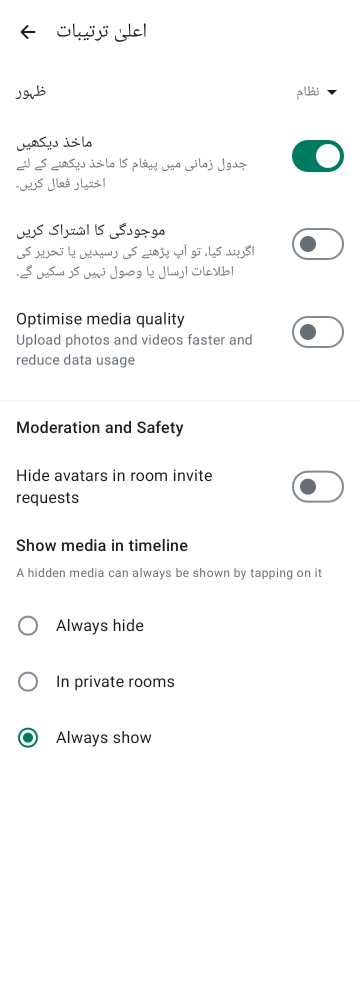 اعلیٰ ترتیبات
ظہور
نظام
ماخذ دیکھیں
جدول زمانی میں پیغام کا ماخذ دیکھنے کے لئے
اختیار فعال کریں۔
موجودگی کا اشتراک کریں
اگربند کیا، تو آپ پڑھنے کی رسیدیں یا تحریر کی
اطلاعات ارسال یا وصول نہیں کر سکیں گے۔
Optimise media quality
Upload photos and videos faster and
reduce data usage
Moderation and Safety
Hide avatars in room invite
requests
Show media in timeline
A hidden media can always be shown by tapping on it
Always hide
In private rooms
Always show